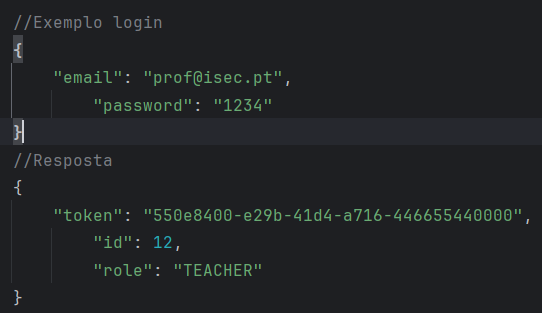 //Exemplo login
{
    "email": "prof@isec.pt",
        "password": "1234"
}
//Resposta
{
    "token": "550e8400-e29b-41d4-a716-446655440000",
        "id": 12,
        "role": "TEACHER"
}